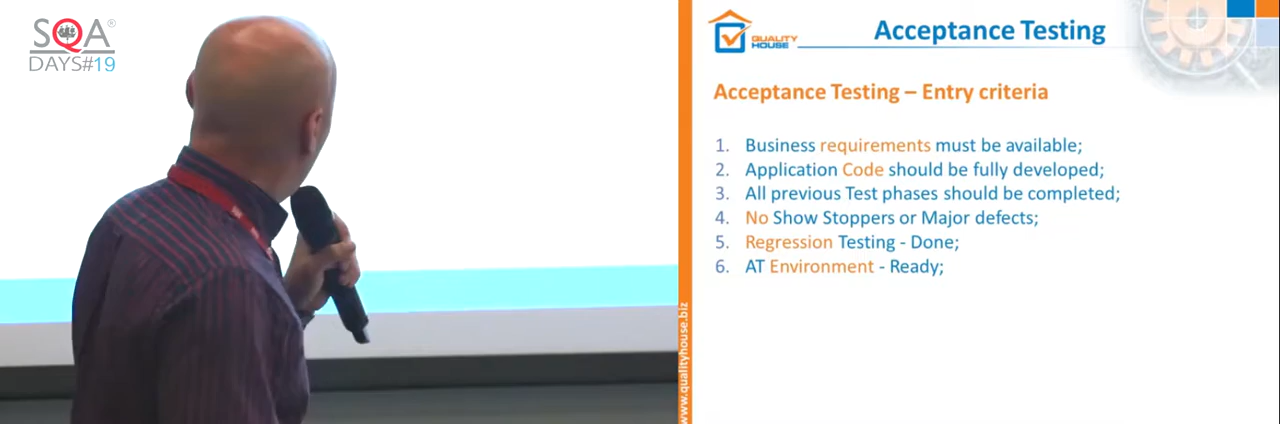 SQA®
DAYS#19
QUALITY
HOUSE
Acceptance Testing
Acceptance Testing – Entry criteria
1. Business requirements must be available;
2. Application Code should be fully developed;
3. All previous Test phases should be completed;
4. No Show Stoppers or Major defects;
5. Regression Testing - Done;
6. AT Environment - Ready;
www.qualityhouse.biz